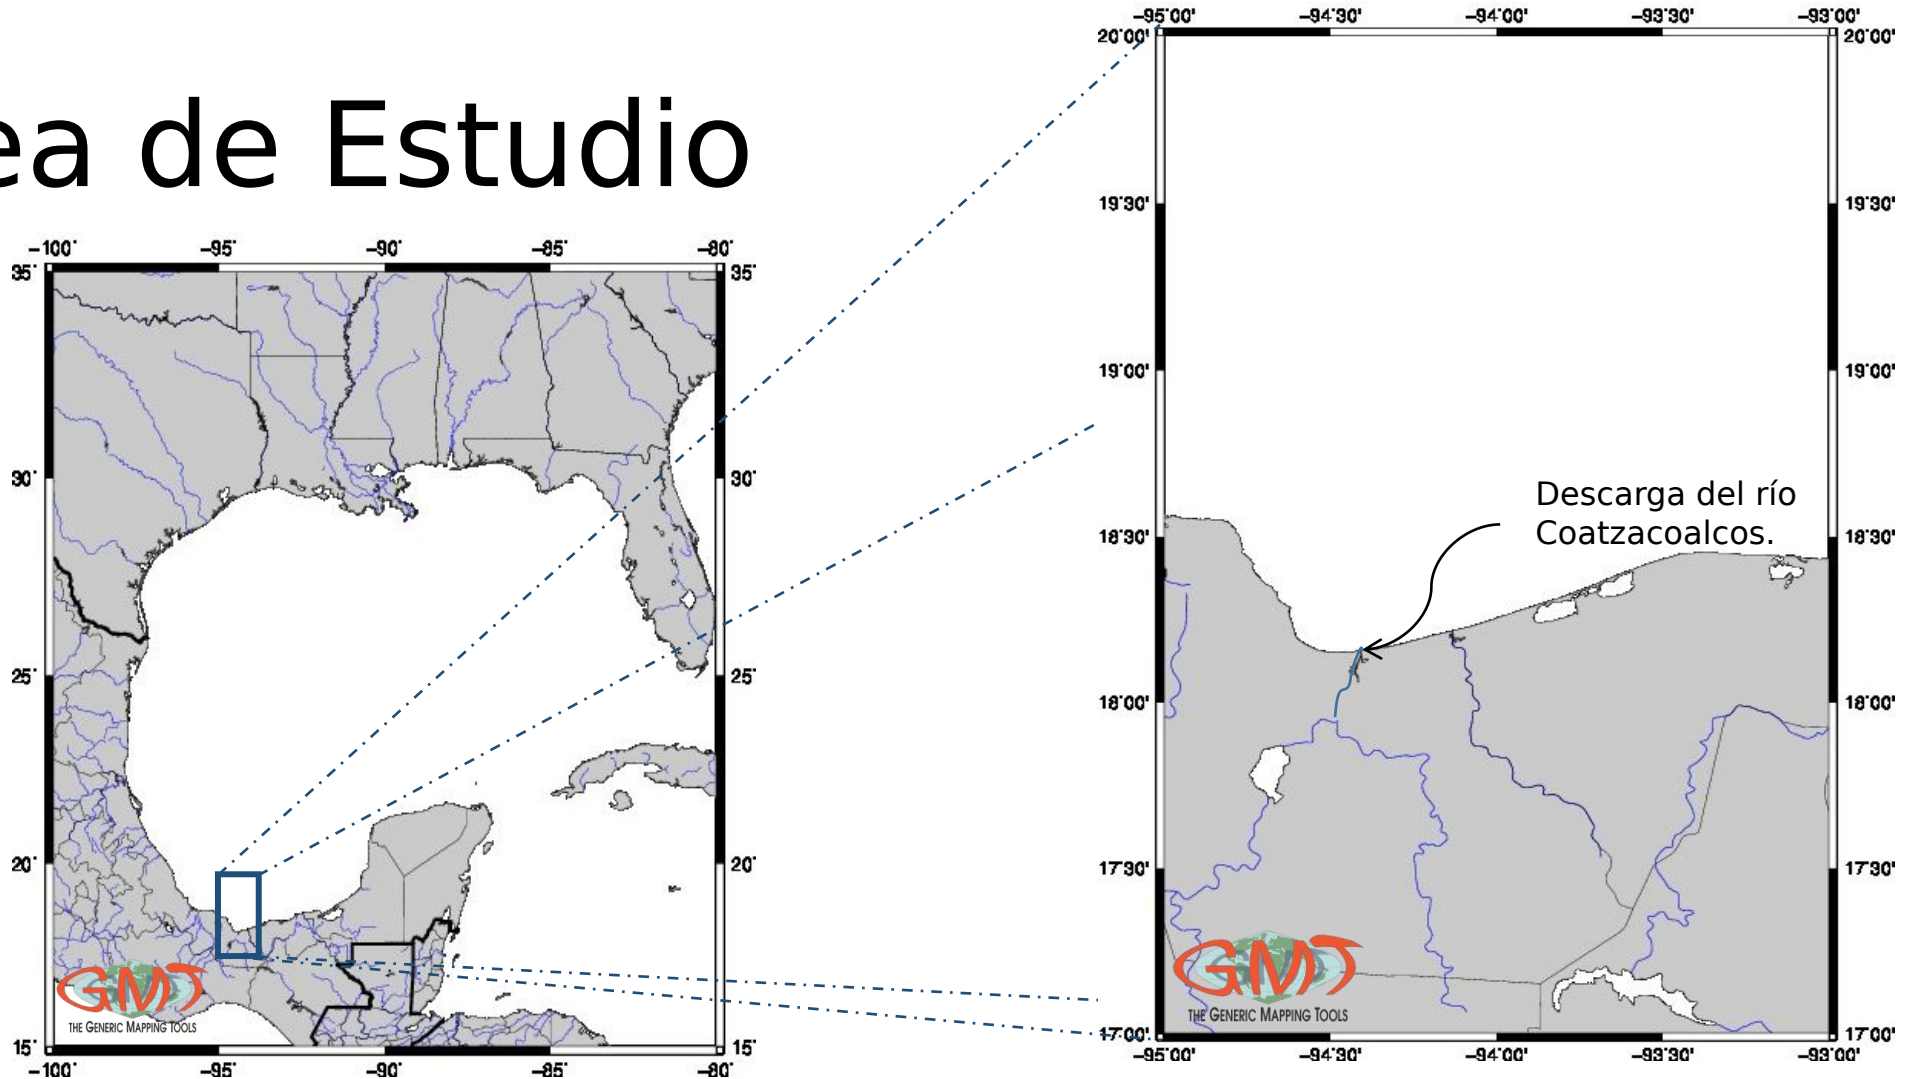 ea de Estudio
−100˚ −95˚ −90˚ −85˚ −80˚
35˚ 35˚
30˚ 30˚
25˚ 25˚
20˚ 20˚
15˚ 15˚
−100˚ −95˚ −90˚ −85˚ −80˚
GMT
THE GENERIC MAPPING TOOLS
−95˚00' −94˚30' −94˚00' −93˚30' −93˚00'
20˚00' 20˚00'
19˚30' 19˚30'
19˚00' 19˚00'
18˚30' 18˚30'
18˚00' 18˚00'
17˚30' 17˚30'
17˚00' 17˚00'
−95˚00' −94˚30' −94˚00' −93˚30' −93˚00'
Descarga del río
Coatzacoalcos.
GMT
THE GENERIC MAPPING TOOLS